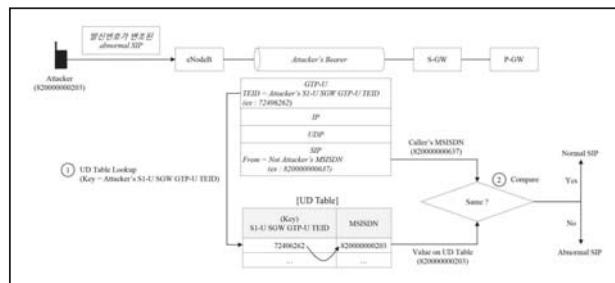 발신번호가 변조된
abnormal SIP
Attacker
(820000000203)
eNodeB
Attacker's Bearer
S-GW
P-GW
GTP-U
TEID = Attacker's S1-U SGW GTP-U TEID
(ex : 72406262)
IP
UDP
SIP
From = Not Attacker's MSISDN
(ex : 820000000637)
Caller's MSISDN
(820000000637)
1 UD Table Lookup
(Key = Attacker's S1-U SGW GTP-U TEID)
[UD Table]
(Key)
S1-U SGW GTP-U TEID
MSISDN
72406262
820000000203
...
...
Value on UD Table
(820000000203)
2 Compare
Same ?
Normal SIP
Yes
No
Abnormal SIP